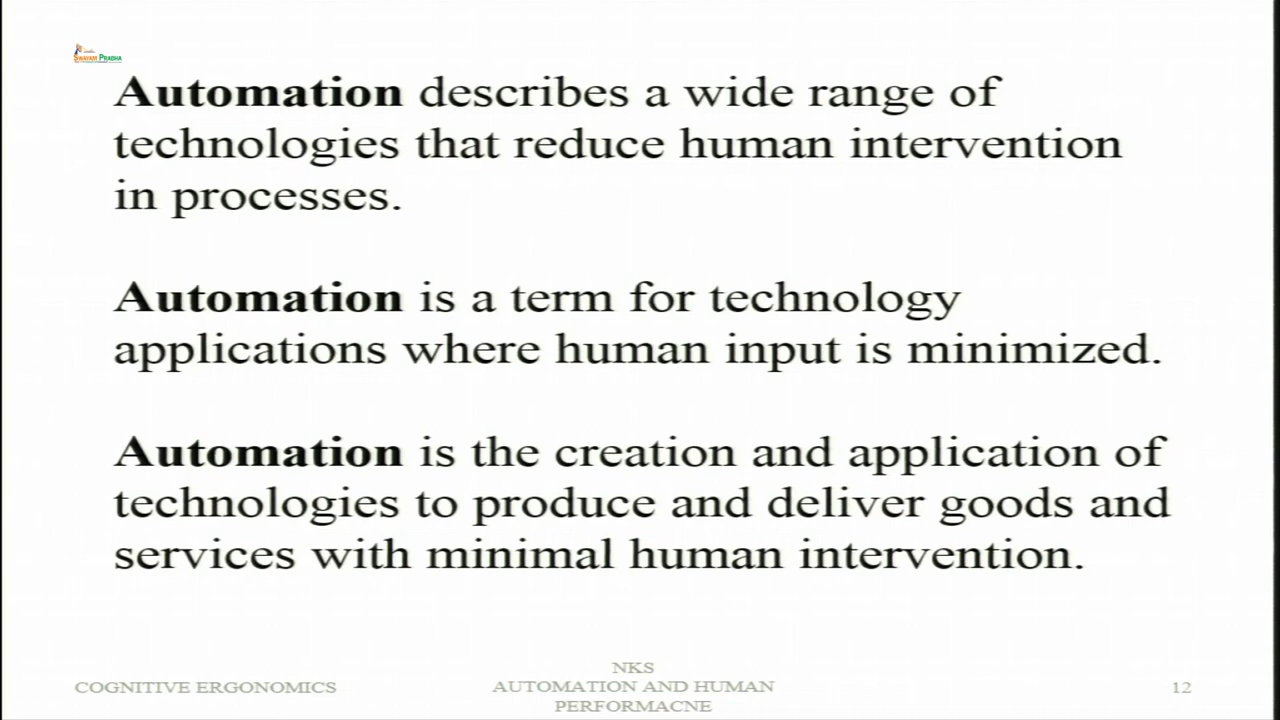 SWAYAM PRABHA
Automation describes a wide range of
technologies that reduce human intervention
in processes.
Automation is a term for technology
applications where human input is minimized.
Automation is the creation and application of
technologies to produce and deliver goods and
services with minimal human intervention.
COGNITIVE ERGONOMICS
NKS
AUTOMATION AND HUMAN
PERFORMACNE
12